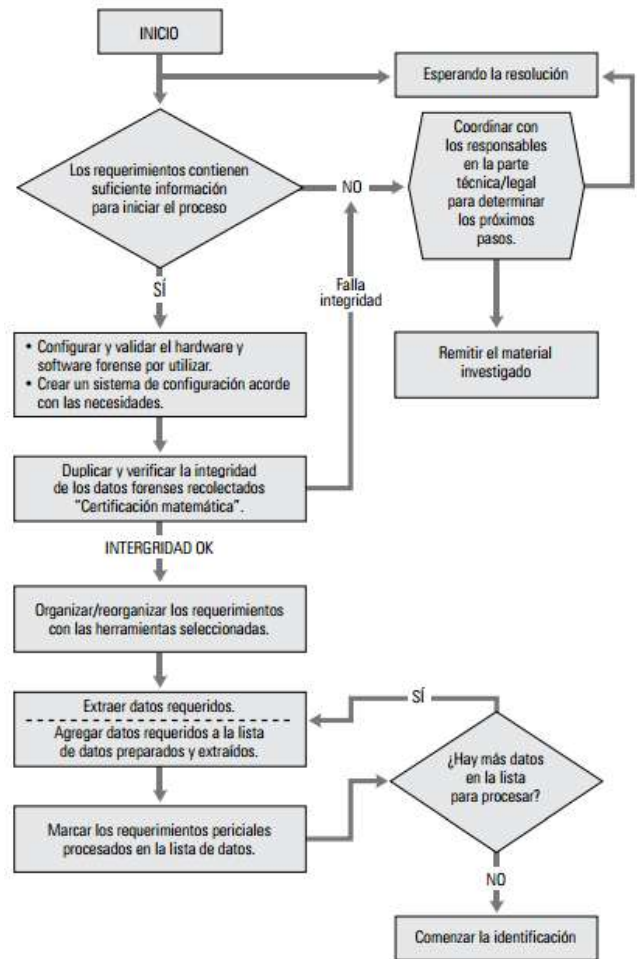 INICIO
Esperando la resolución
Los requerimientos contienen
suficiente información
para iniciar el proceso
NO
Coordinar con
los responsables
en la parte
técnica/legal
para determinar
los próximos
pasos.
SÍ
Falla
integridad
• Configurar y validar el hardware y
software forense por utilizar.
• Crear un sistema de configuración acorde
con las necesidades.
Remitir el material
investigado
Duplicar y verificar la integridad
de los datos forenses recolectados
"Certificación matemática".
INTERGRIDAD OK
Organizar/reorganizar los requerimientos
con las herramientas seleccionadas.
Extraer datos requeridos.
Agregar datos requeridos a la lista
de datos preparados y extraídos.
SÍ
¿Hay más datos
en la lista
para procesar?
Marcar los requerimientos periciales
procesados en la lista de datos.
NO
Comenzar la identificación